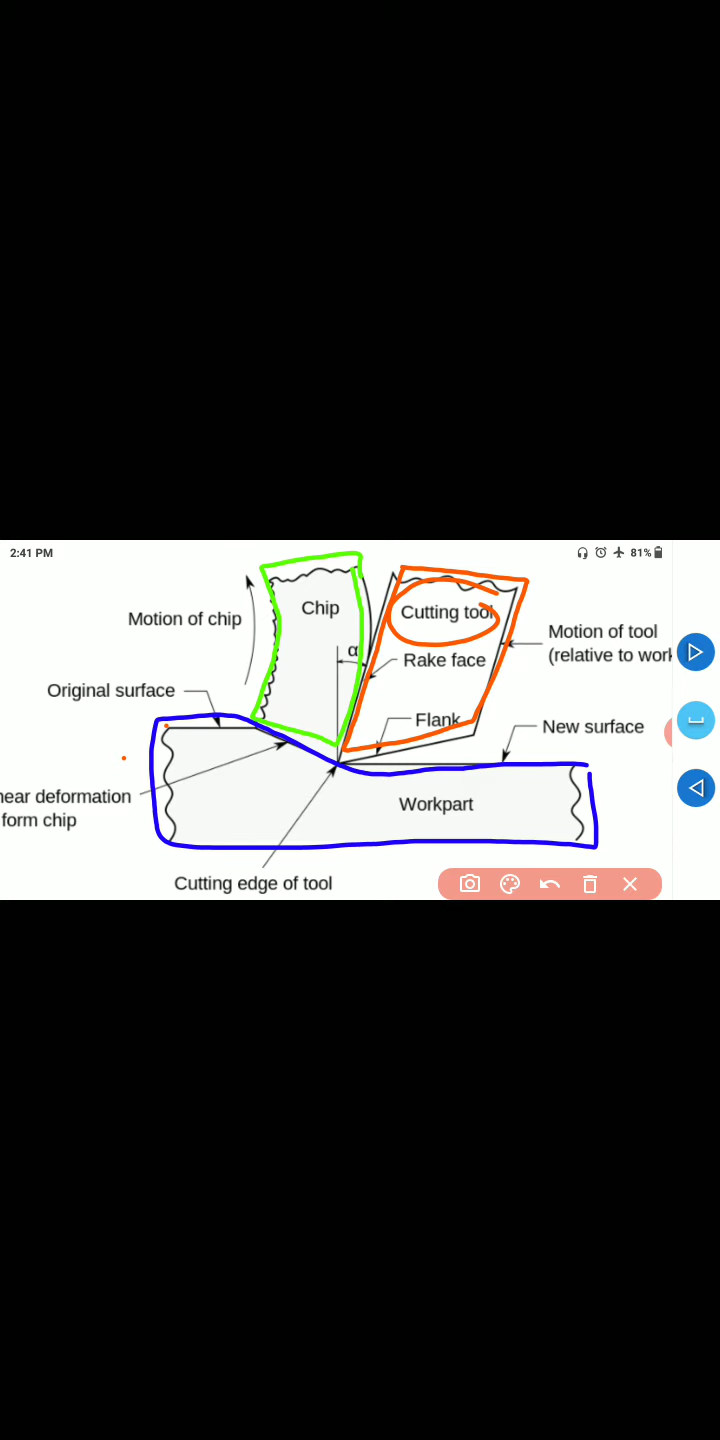 2:41 PM
81%
Chip
Motion of chip
Cutting tool
α
Motion of tool
(relative to work
Rake face
Original surface
Flank
New surface
hear deformation
form chip
Workpart
Cutting edge of tool